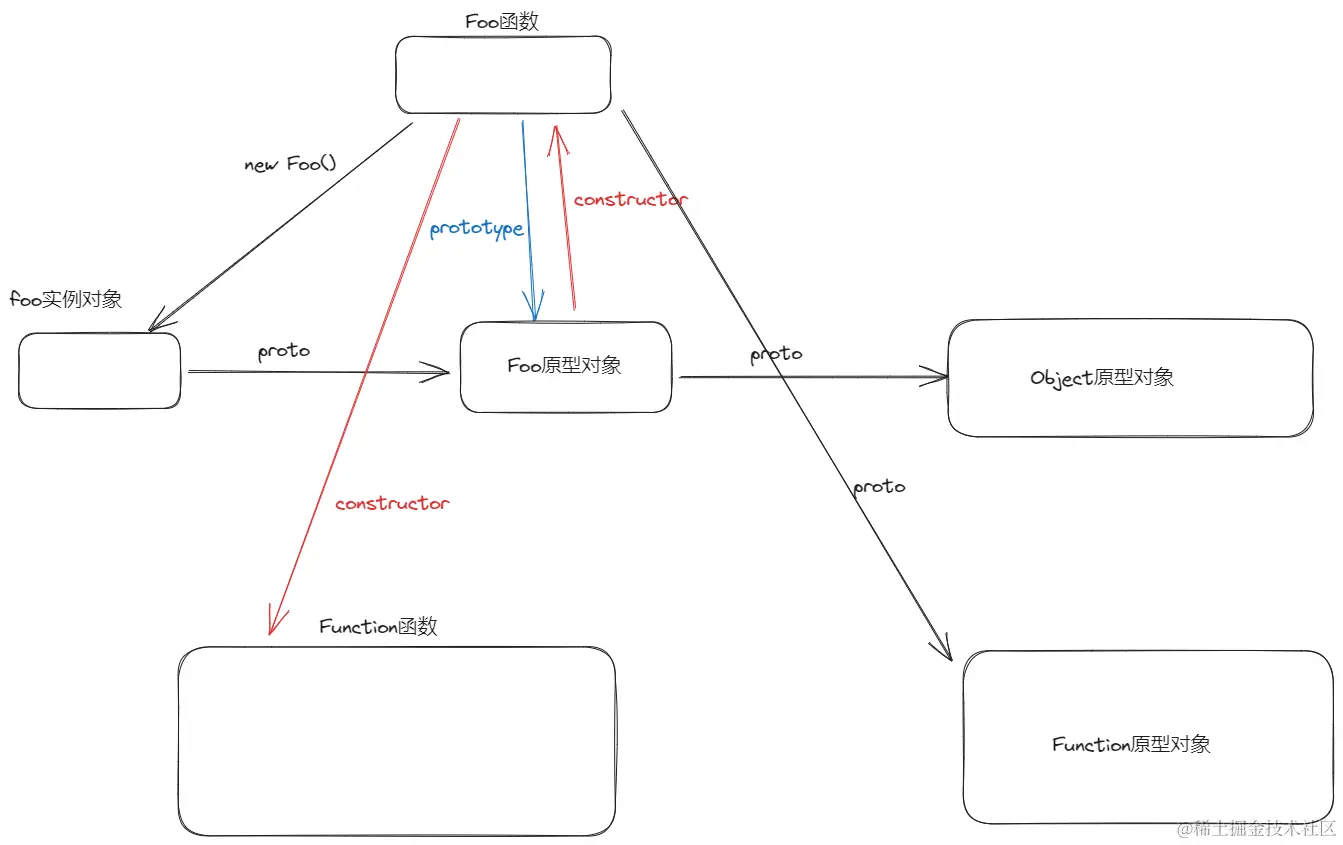 Foo函数
new Foo()
constructor
prototype
foo实例对象
proto
proto
Foo原型对象
Object原型对象
proto
constructor
Function函数
Function原型对象
@稀土掘金技术社区